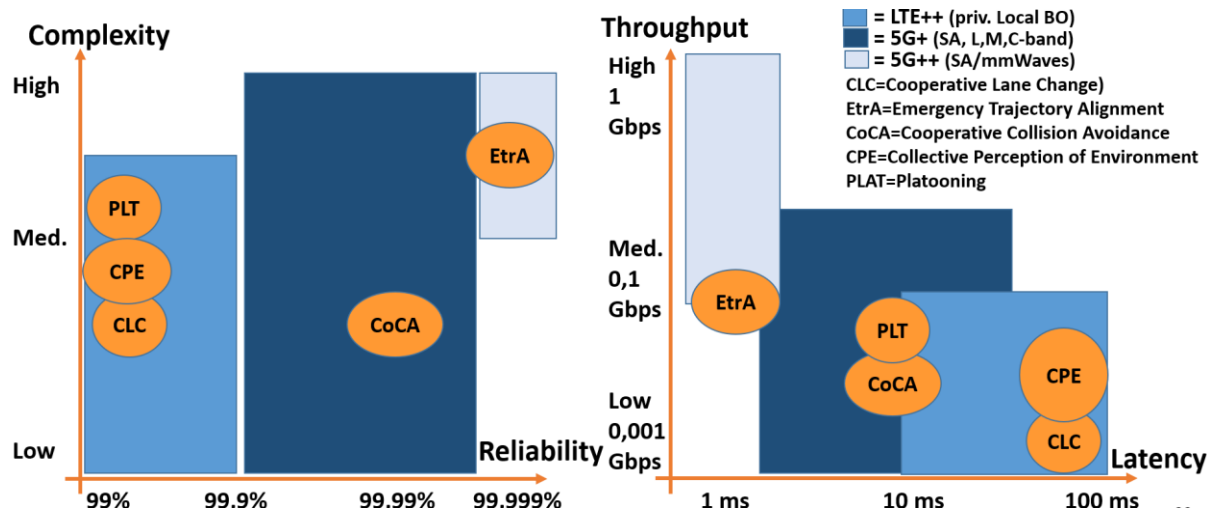 Complexity
High
Med.
Low
PLT
CPE
CLC
CoCA
EtrA
Reliability
99%
99.9%
99.99%
99.999%
Throughput
High
1
Gbps
Med.
0,1
Gbps
Low
0,001
Gbps
EtrA
PLT
CoCA
CPE
CLC
Latency
1 ms
10 ms
100 ms
= LTE++ (priv. Local BO)
= 5G+ (SA, L,M,C-band)
= 5G++ (SA/mmWaves)
CLC=Cooperative Lane Change)
EtrA=Emergency Trajectory Alignment
CoCA=Cooperative Collision Avoidance
CPE=Collective Perception of Environment
PLAT=Platooning